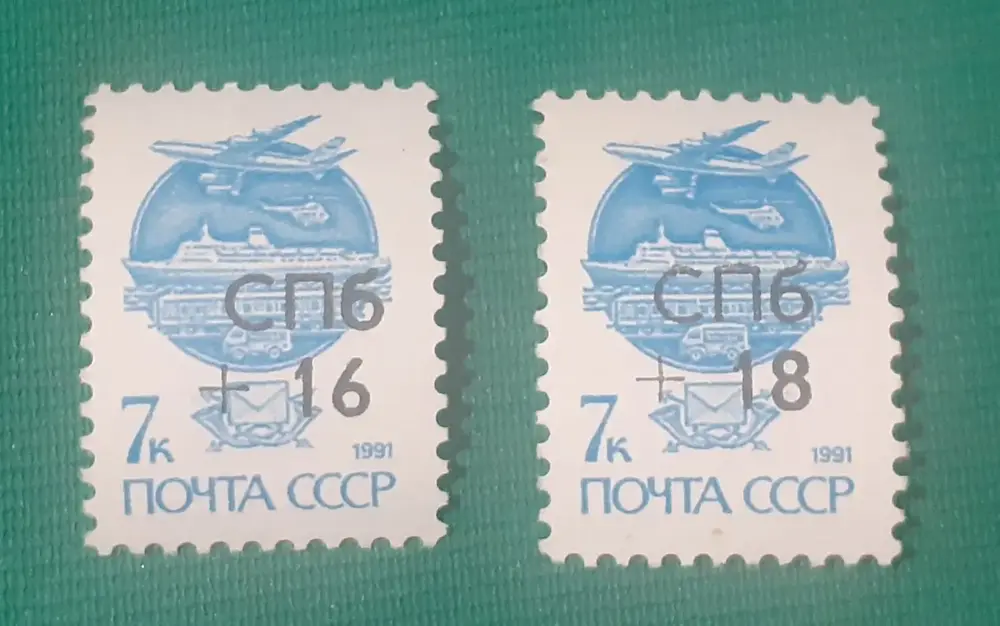 СПб
+ 16
7к
1991
ПОЧТА СССР
СПб
+ 18
7к
1991
ПОЧТА СССР